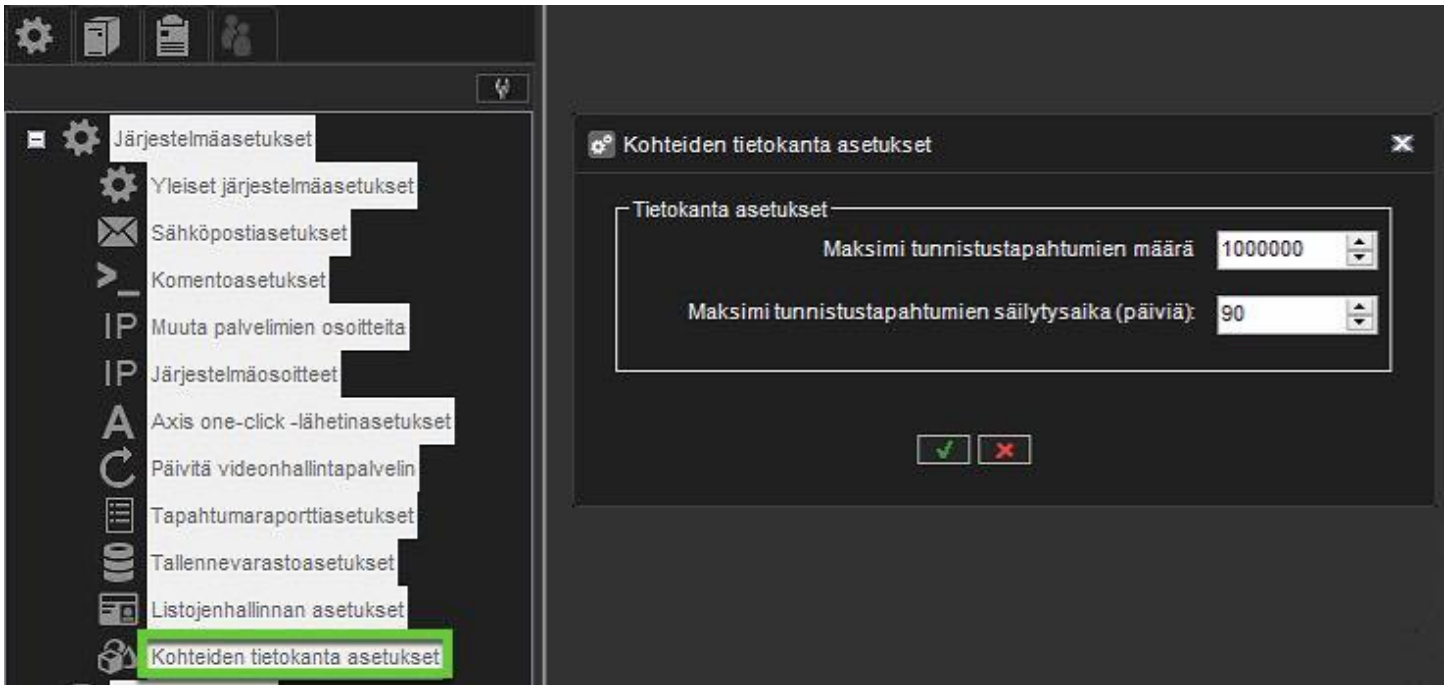 Järjestelmäasetukset
Yleiset järjestelmäasetukset
Sähköpostiasetukset
Komentoasetukset
IP Muuta palvelimien osoitteita
IP Järjestelmäosoitteet
A Axis one-click -lähetinasetukset
Päivitä videonhallintapalvelin
Tapahtumaraporttiasetukset
Tallennevarastoasetukset
Listojenhallinnan asetukset
Kohteiden tietokanta asetukset
Kohteiden tietokanta asetukset
Tietokanta asetukset
Maksimi tunnistustapahtumien määrä 1000000
Maksimi tunnistustapahtumien säilytysaika (päiviä): 90